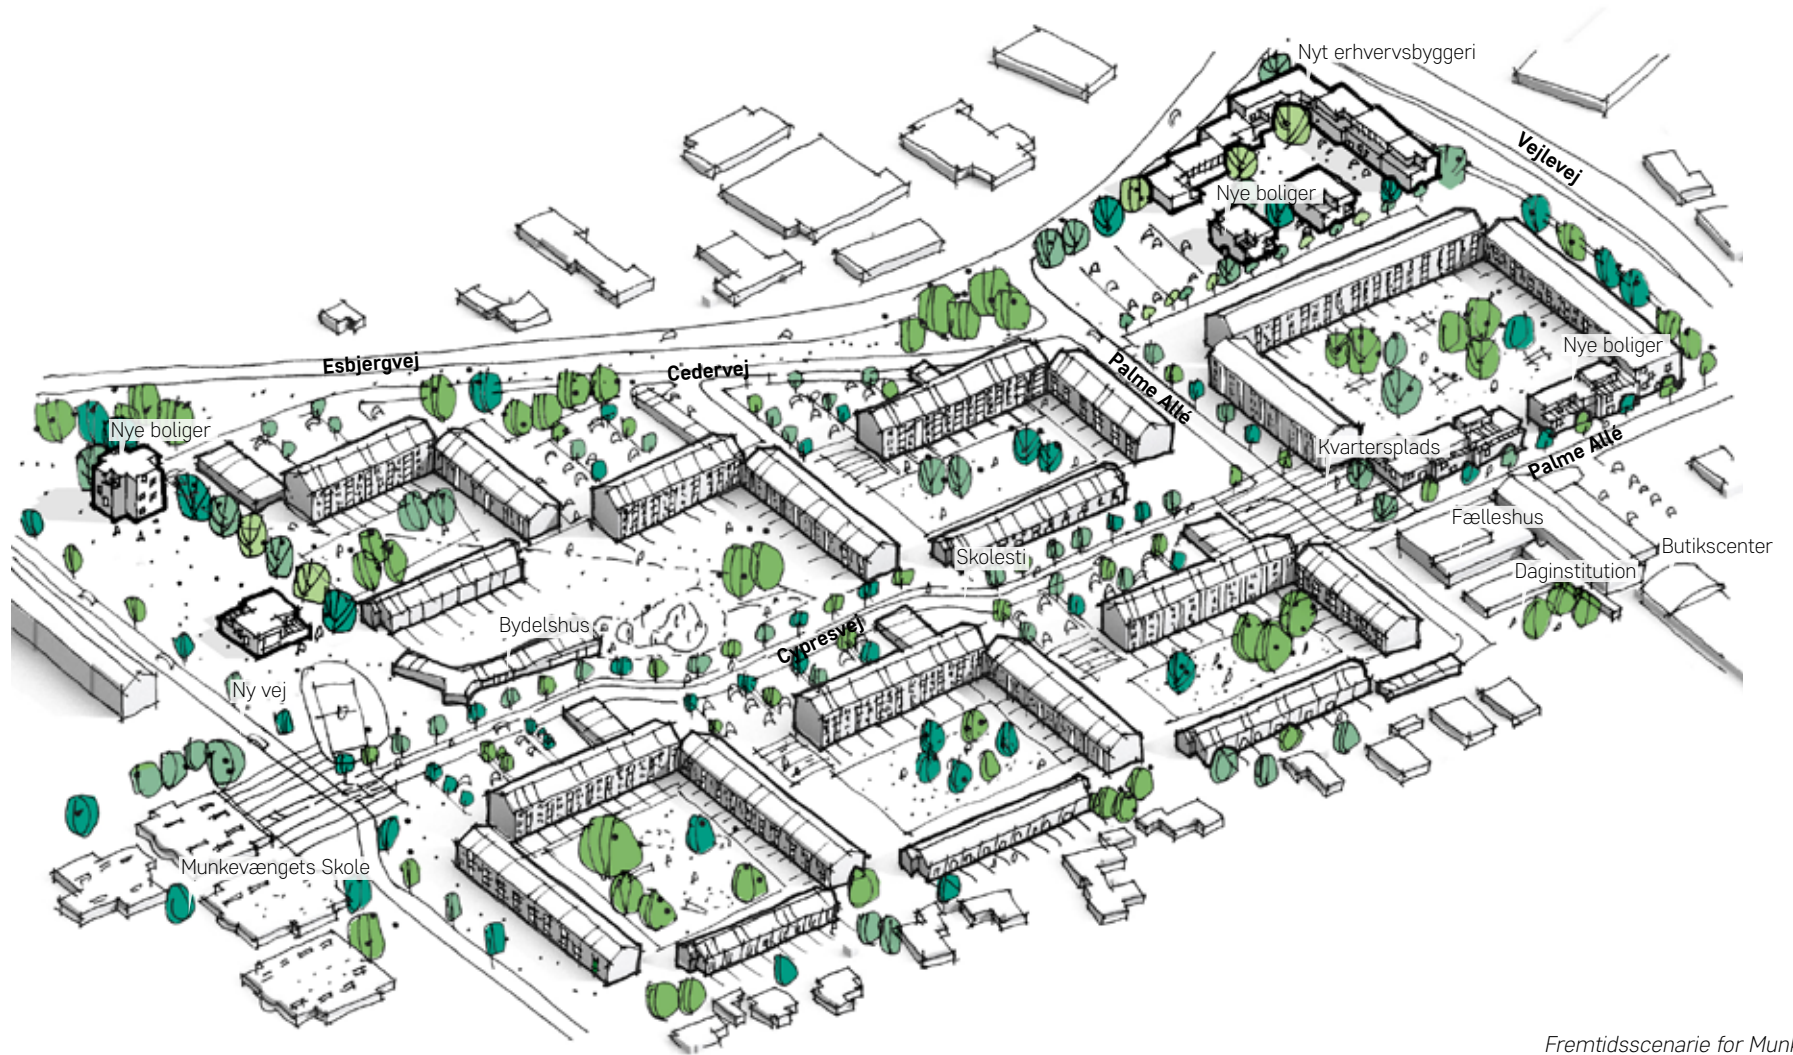 Nyt erhvervsbyggeri
Vejlevej
Nye boliger
Nye boliger
Esbjergvej
Cedervej
Palme Allé
Nye boliger
Kvartersplads
Palme Allé
Fælleshus
Butikscenter
Skolesti
Daginstitution
Bydelshus
Cypresvej
Ny vej
Munkevængets Skole
Fremtidsscenarie for